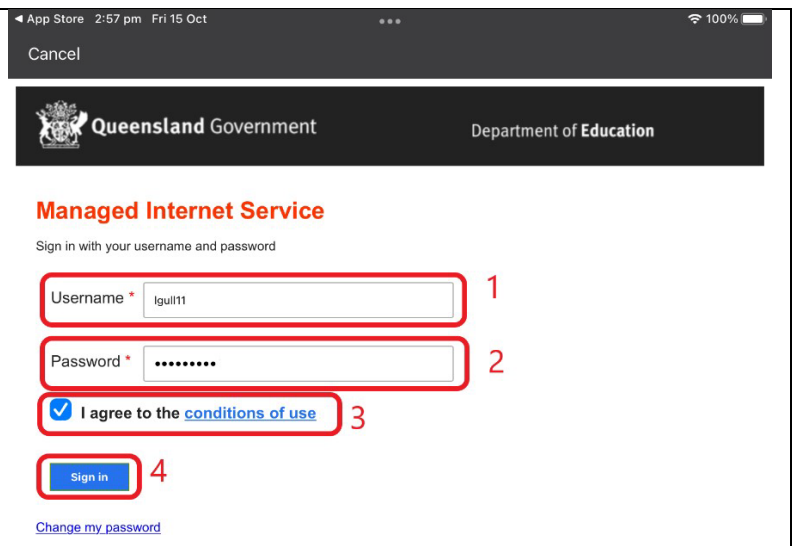 ◄ App Store 2:57 pm Fri 15 Oct ••• 100%
Cancel
Queensland Government Department of Education
Managed Internet Service
Sign in with your username and password
Username * lgull11 1
Password * ••••••••• 2
I agree to the conditions of use 3
Sign in 4
Change my password